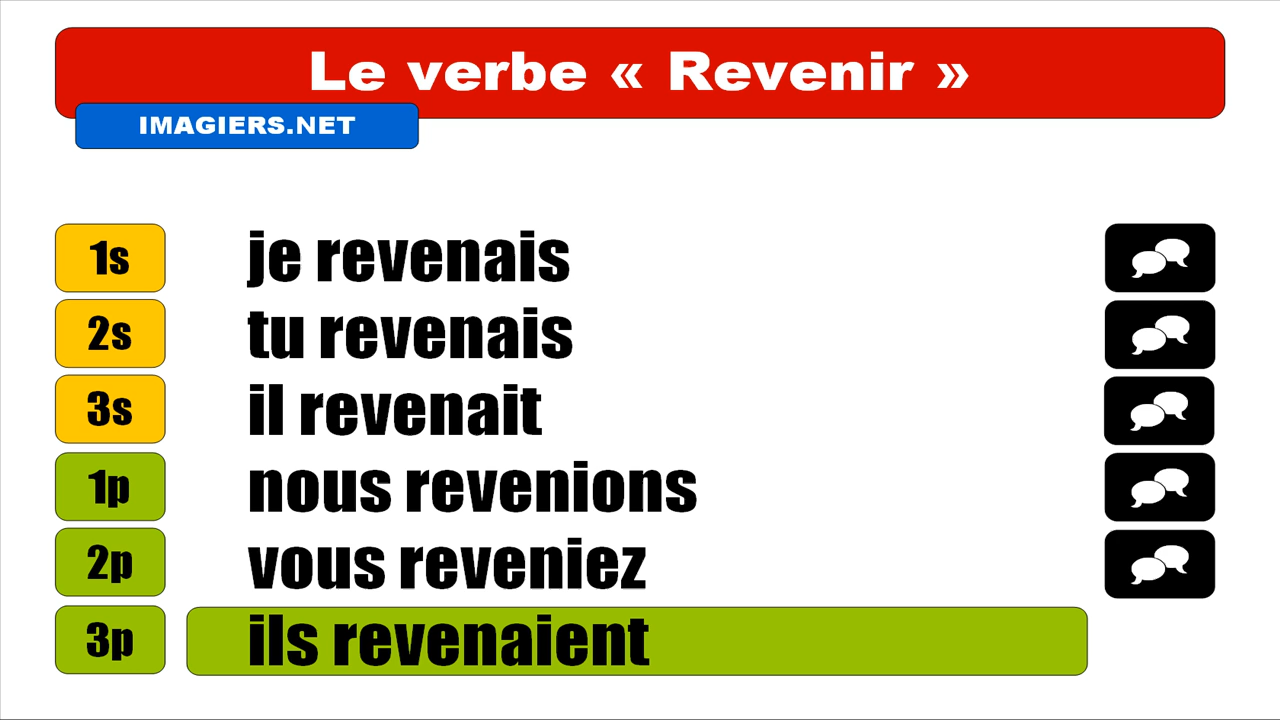 Le verbe « Revenir »
IMAGIERS.NET
1s je revenais
2s tu revenais
3s il revenait
1p nous revenions
2p vous reveniez
3p ils revenaient